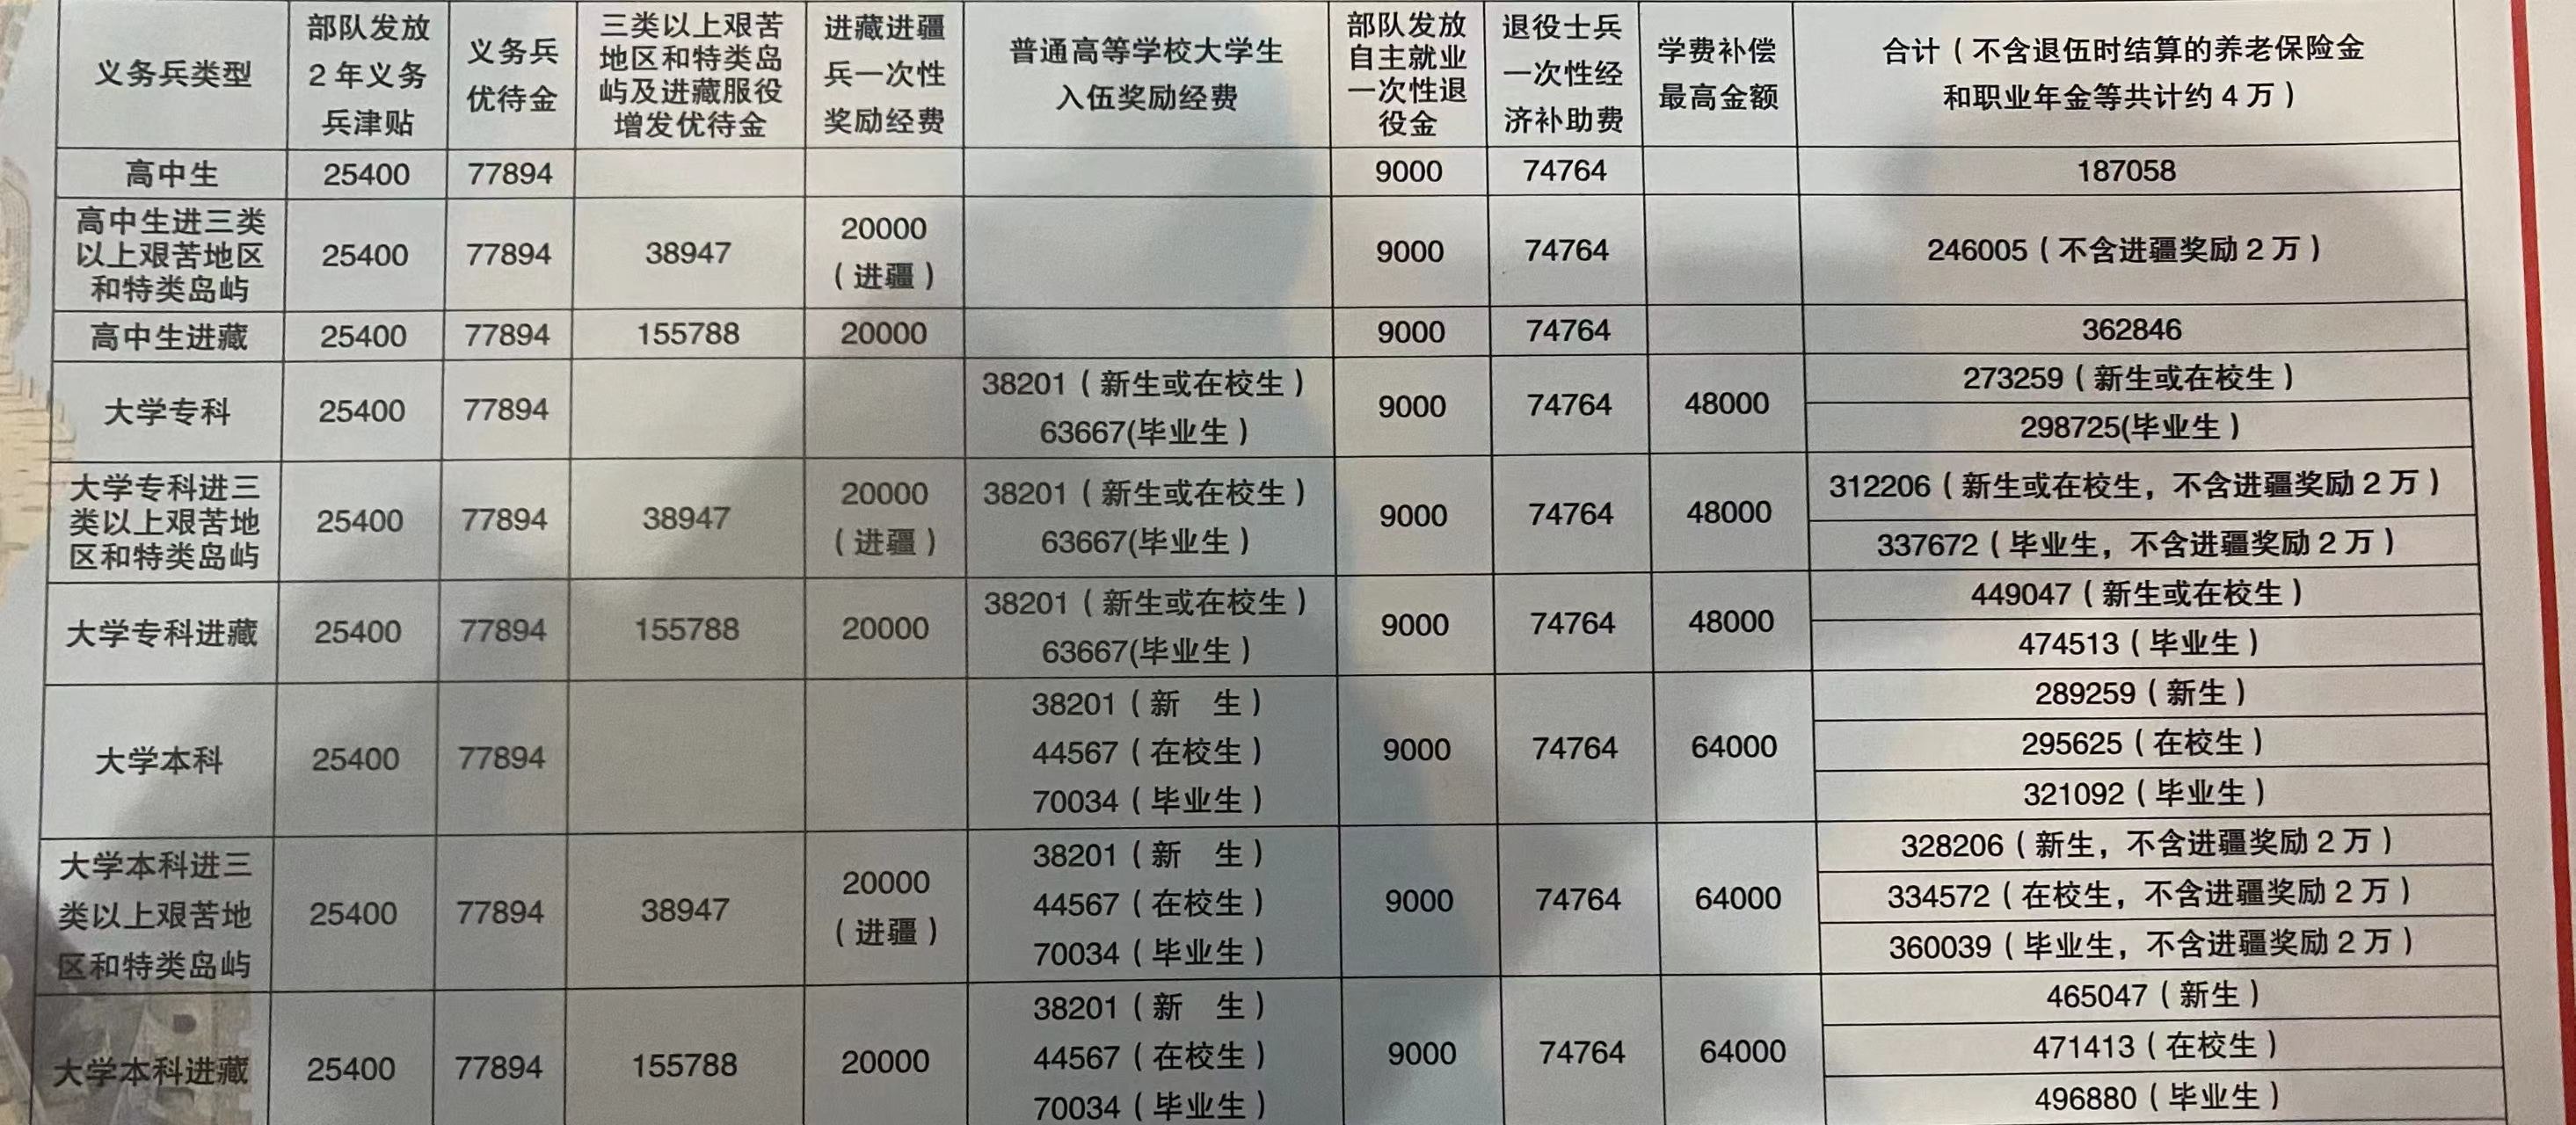 义务兵类型
部队发放
2年义务
兵津贴
义务兵
优待金
三类以上艰苦
地区和特类岛
屿及进藏服役
增发优待金
进藏进疆
兵一次性
奖励经费
普通高等学校大学生
入伍奖励经费
部队发放
自主就业
一次性退
役金
退役士兵
一次性经
济补助费
学费补偿
最高金额
合计（不含退伍时结算的养老保险金
和职业年金等共计约4万）
高中生
25400
77894
9000
74764
187058
高中生进三类
以上艰苦地区
和特类岛屿
25400
77894
38947
20000
（进疆）
9000
74764
246005（不含进疆奖励2万）
高中生进藏
25400
77894
155788
20000
9000
74764
362846
大学专科
25400
77894
38201（新生或在校生）
63667(毕业生）
9000
74764
48000
273259（新生或在校生）
298725(毕业生）
大学专科进三
类以上艰苦地
区和特类岛屿
25400
77894
38947
20000
（进疆）
38201（新生或在校生）
63667(毕业生）
9000
74764
48000
312206（新生或在校生，不含进疆奖励2万）
337672（毕业生，不含进疆奖励2万）
大学专科进藏
25400
77894
155788
20000
38201（新生或在校生）
63667(毕业生）
9000
74764
48000
449047（新生或在校生）
474513（毕业生）
大学本科
25400
77894
38201（新　生）
44567（在校生）
70034（毕业生）
9000
74764
64000
289259（新生）
295625（在校生）
321092（毕业生）
大学本科进三
类以上艰苦地
区和特类岛屿
25400
77894
38947
20000
（进疆）
38201（新　生）
44567（在校生）
70034（毕业生）
9000
74764
64000
328206（新生，不含进疆奖励2万）
334572（在校生，不含进疆奖励2万）
360039（毕业生，不含进疆奖励2万）
大学本科进藏
25400
77894
155788
20000
38201（新　生）
44567（在校生）
70034（毕业生）
9000
74764
64000
465047（新生）
471413（在校生）
496880（毕业生）